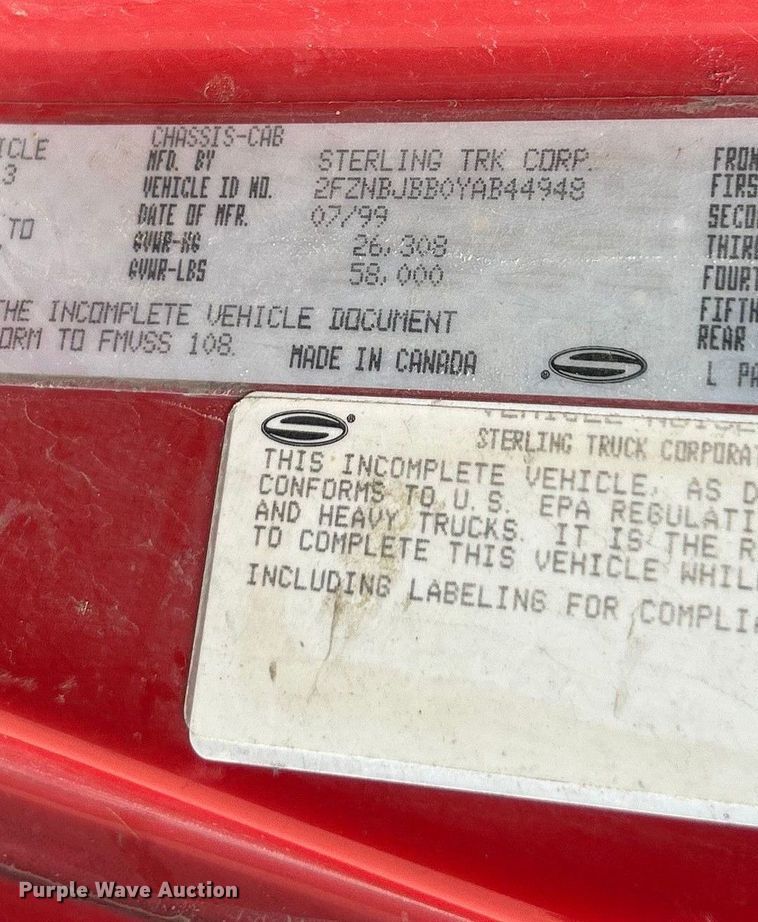 CHASSIS-CAB
ICLE MFD. BY STERLING TRK CORP. FRON
3 VEHICLE ID NO. 2FZNBJBB0YAB44948 FIRS
DATE OF MFR. 07/99 SECO
TO GVWR-KG 26,308 THIR
GVWR-LBS 58,000 FOURT
THE INCOMPLETE VEHICLE DOCUMENT FIFTH
ORM TO FMVSS 108. MADE IN CANADA REAR
L PA
STERLING TRUCK CORPORAT
THIS INCOMPLETE VEHICLE, AS D
CONFORMS TO U.S. EPA REGULATI
AND HEAVY TRUCKS. IT IS THE R
TO COMPLETE THIS VEHICLE WHIL
INCLUDING LABELING FOR COMPLIA
Purple Wave Auction